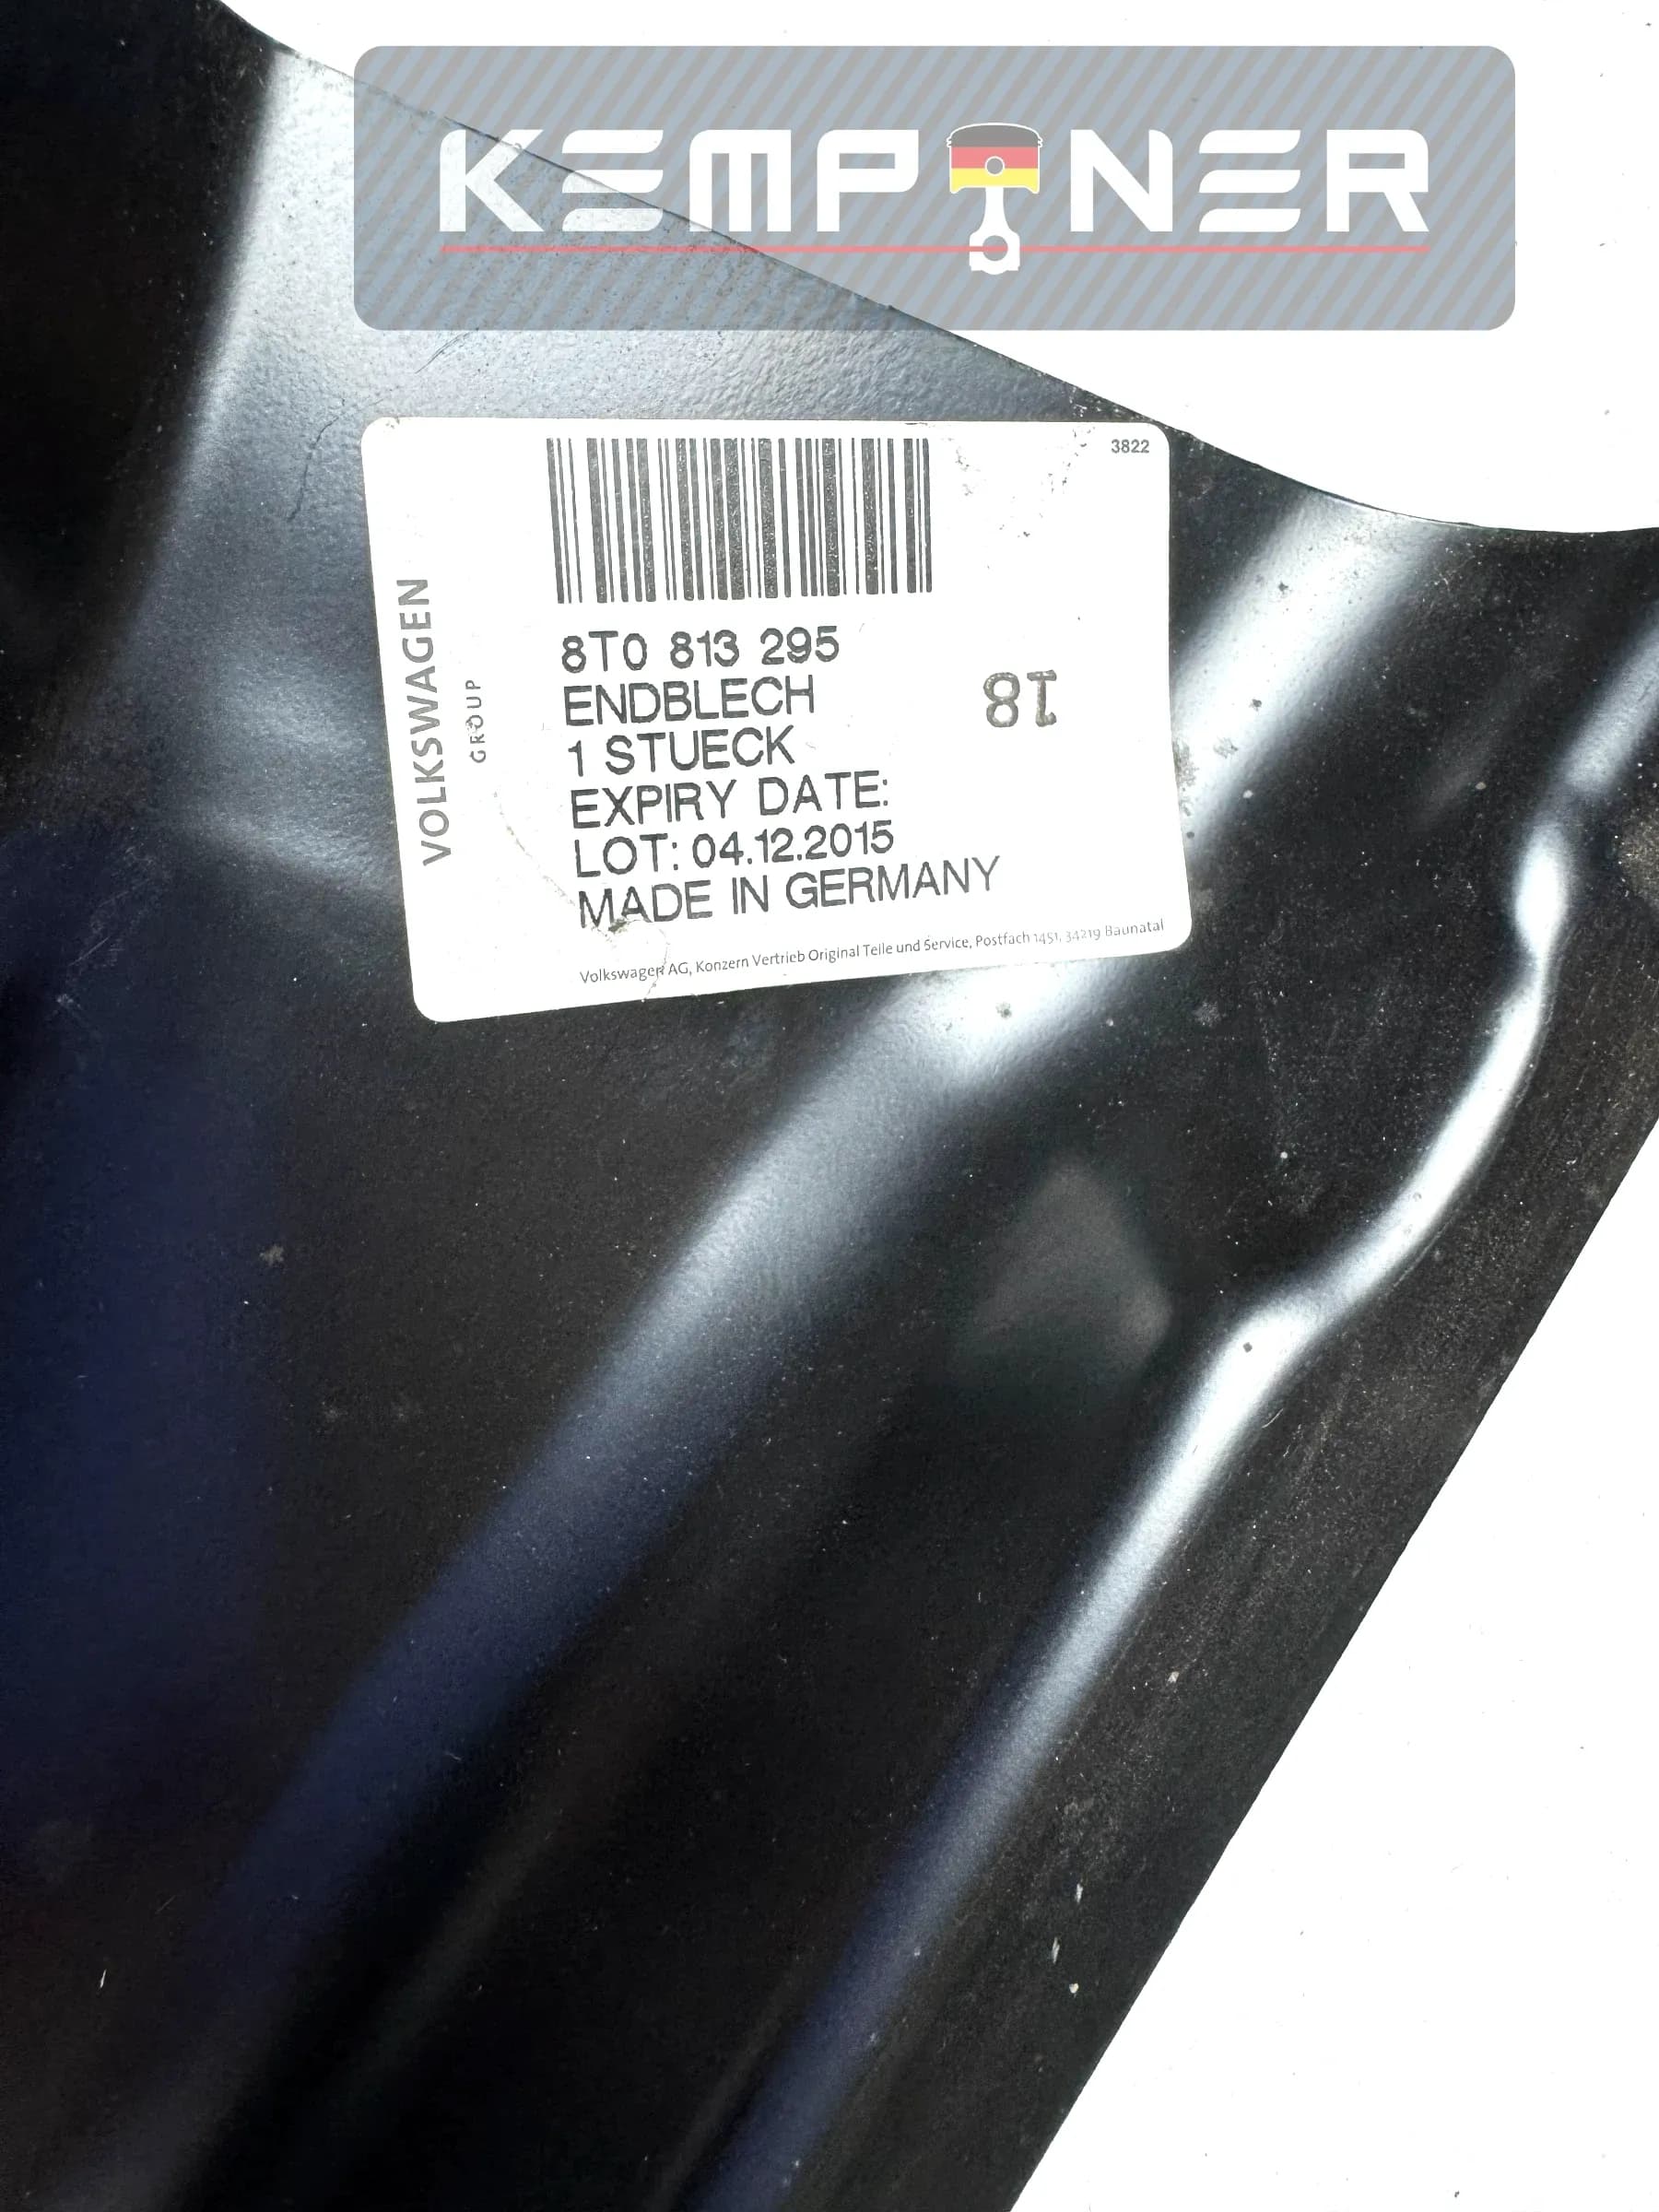 KEMPTNER
3822
VOLKSWAGEN
GROUP
8T0 813 295
ENDBLECH
1 STUECK
EXPIRY DATE:
LOT: 04.12.2015
MADE IN GERMANY
18
Volkswagen AG, Konzern Vertrieb Original Teile und Service, Postfach 1451, 34219 Baunatal